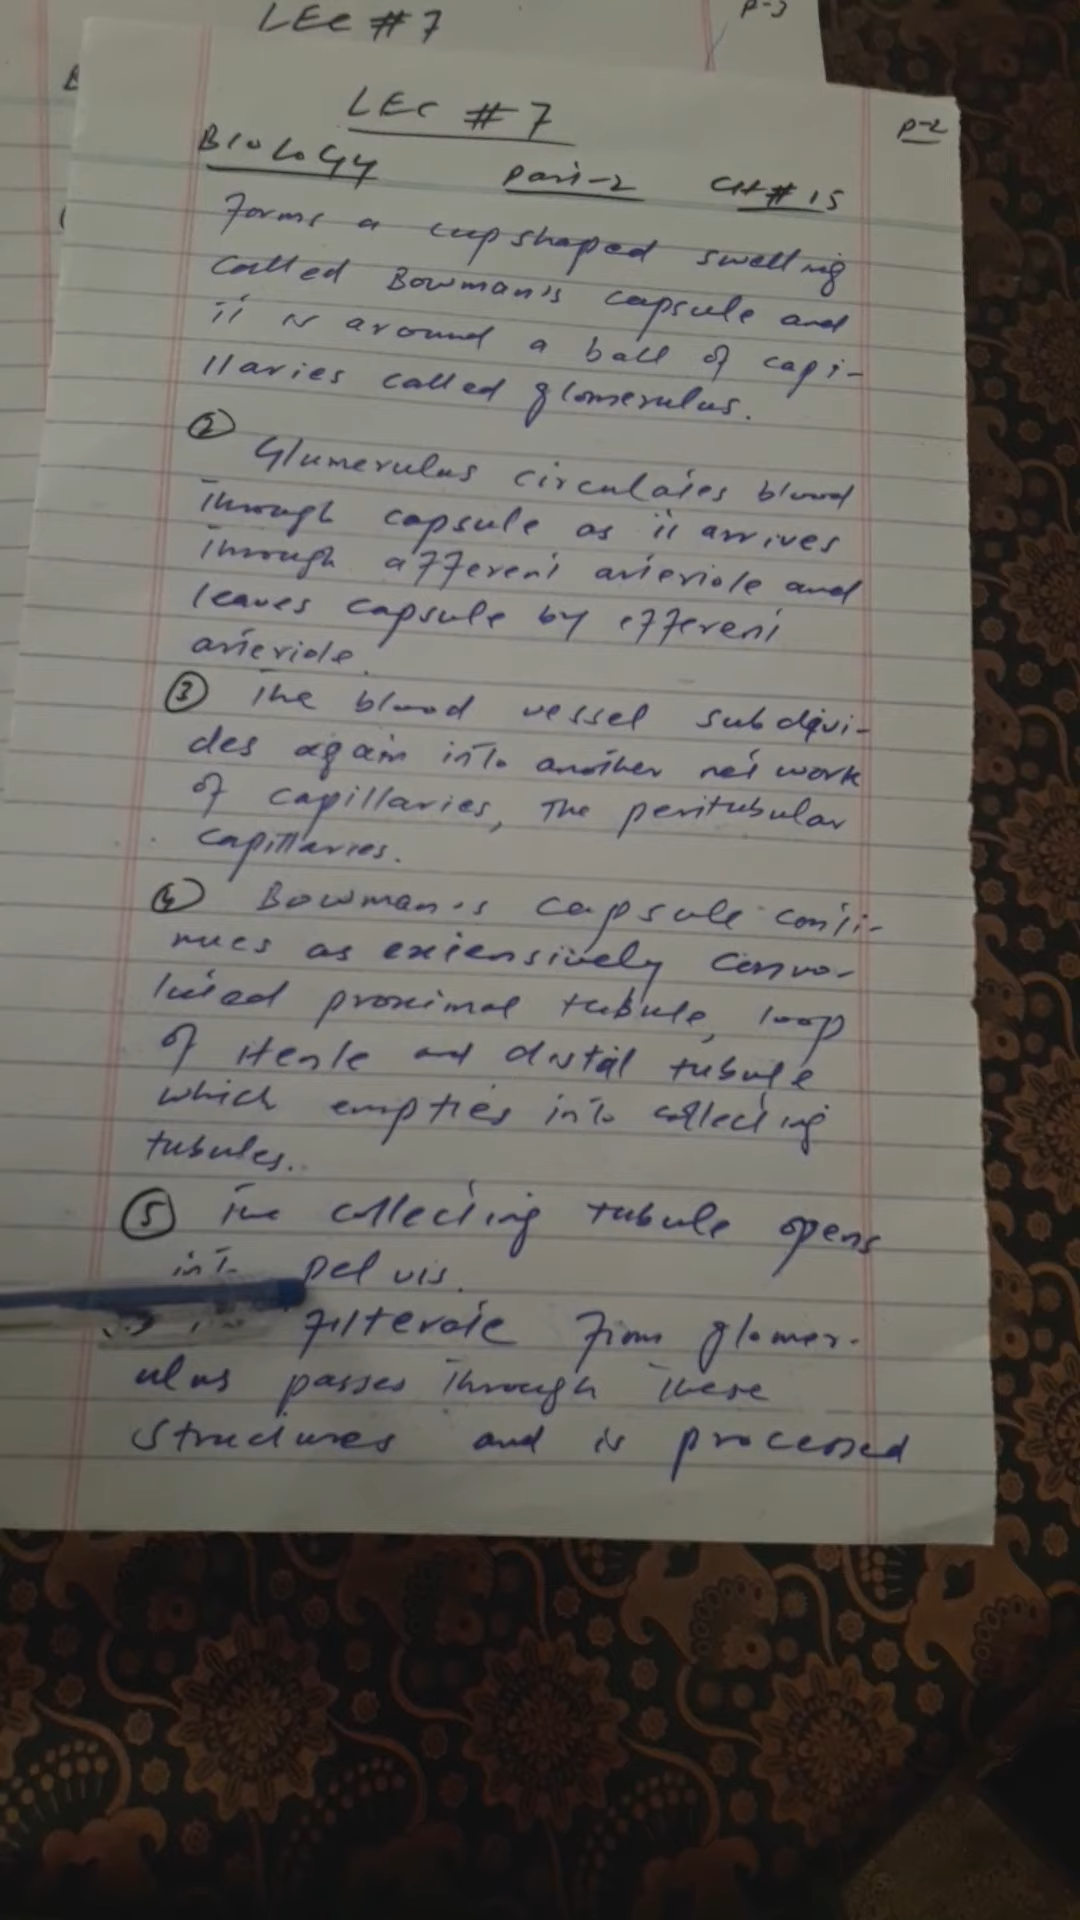 LEC #7
P-3
LEC #7
P-2
BIOLOGY Part-2 CH#15
Forms a cup shaped swelling
called Bowman's capsule and
it is around a ball of capi-
llaries called glomerulus.
② Glumerulus circulates blood
through capsule as it arrives
through afferent arteriole and
leaves capsule by efferent
arteriole.
③ The blood vessel subdivi-
des again into another net work
of capillaries, The peritubular
capillaries.
④ Bowman's capsule conti-
nues as extensively convo-
luted proximal tubule, loop
of Henle and distal tubule
which empties into collecting
tubules.
⑤ The collecting tubule opens
into pelvis.
Filterate from glomer-
ulus passes through these
structures and is processed